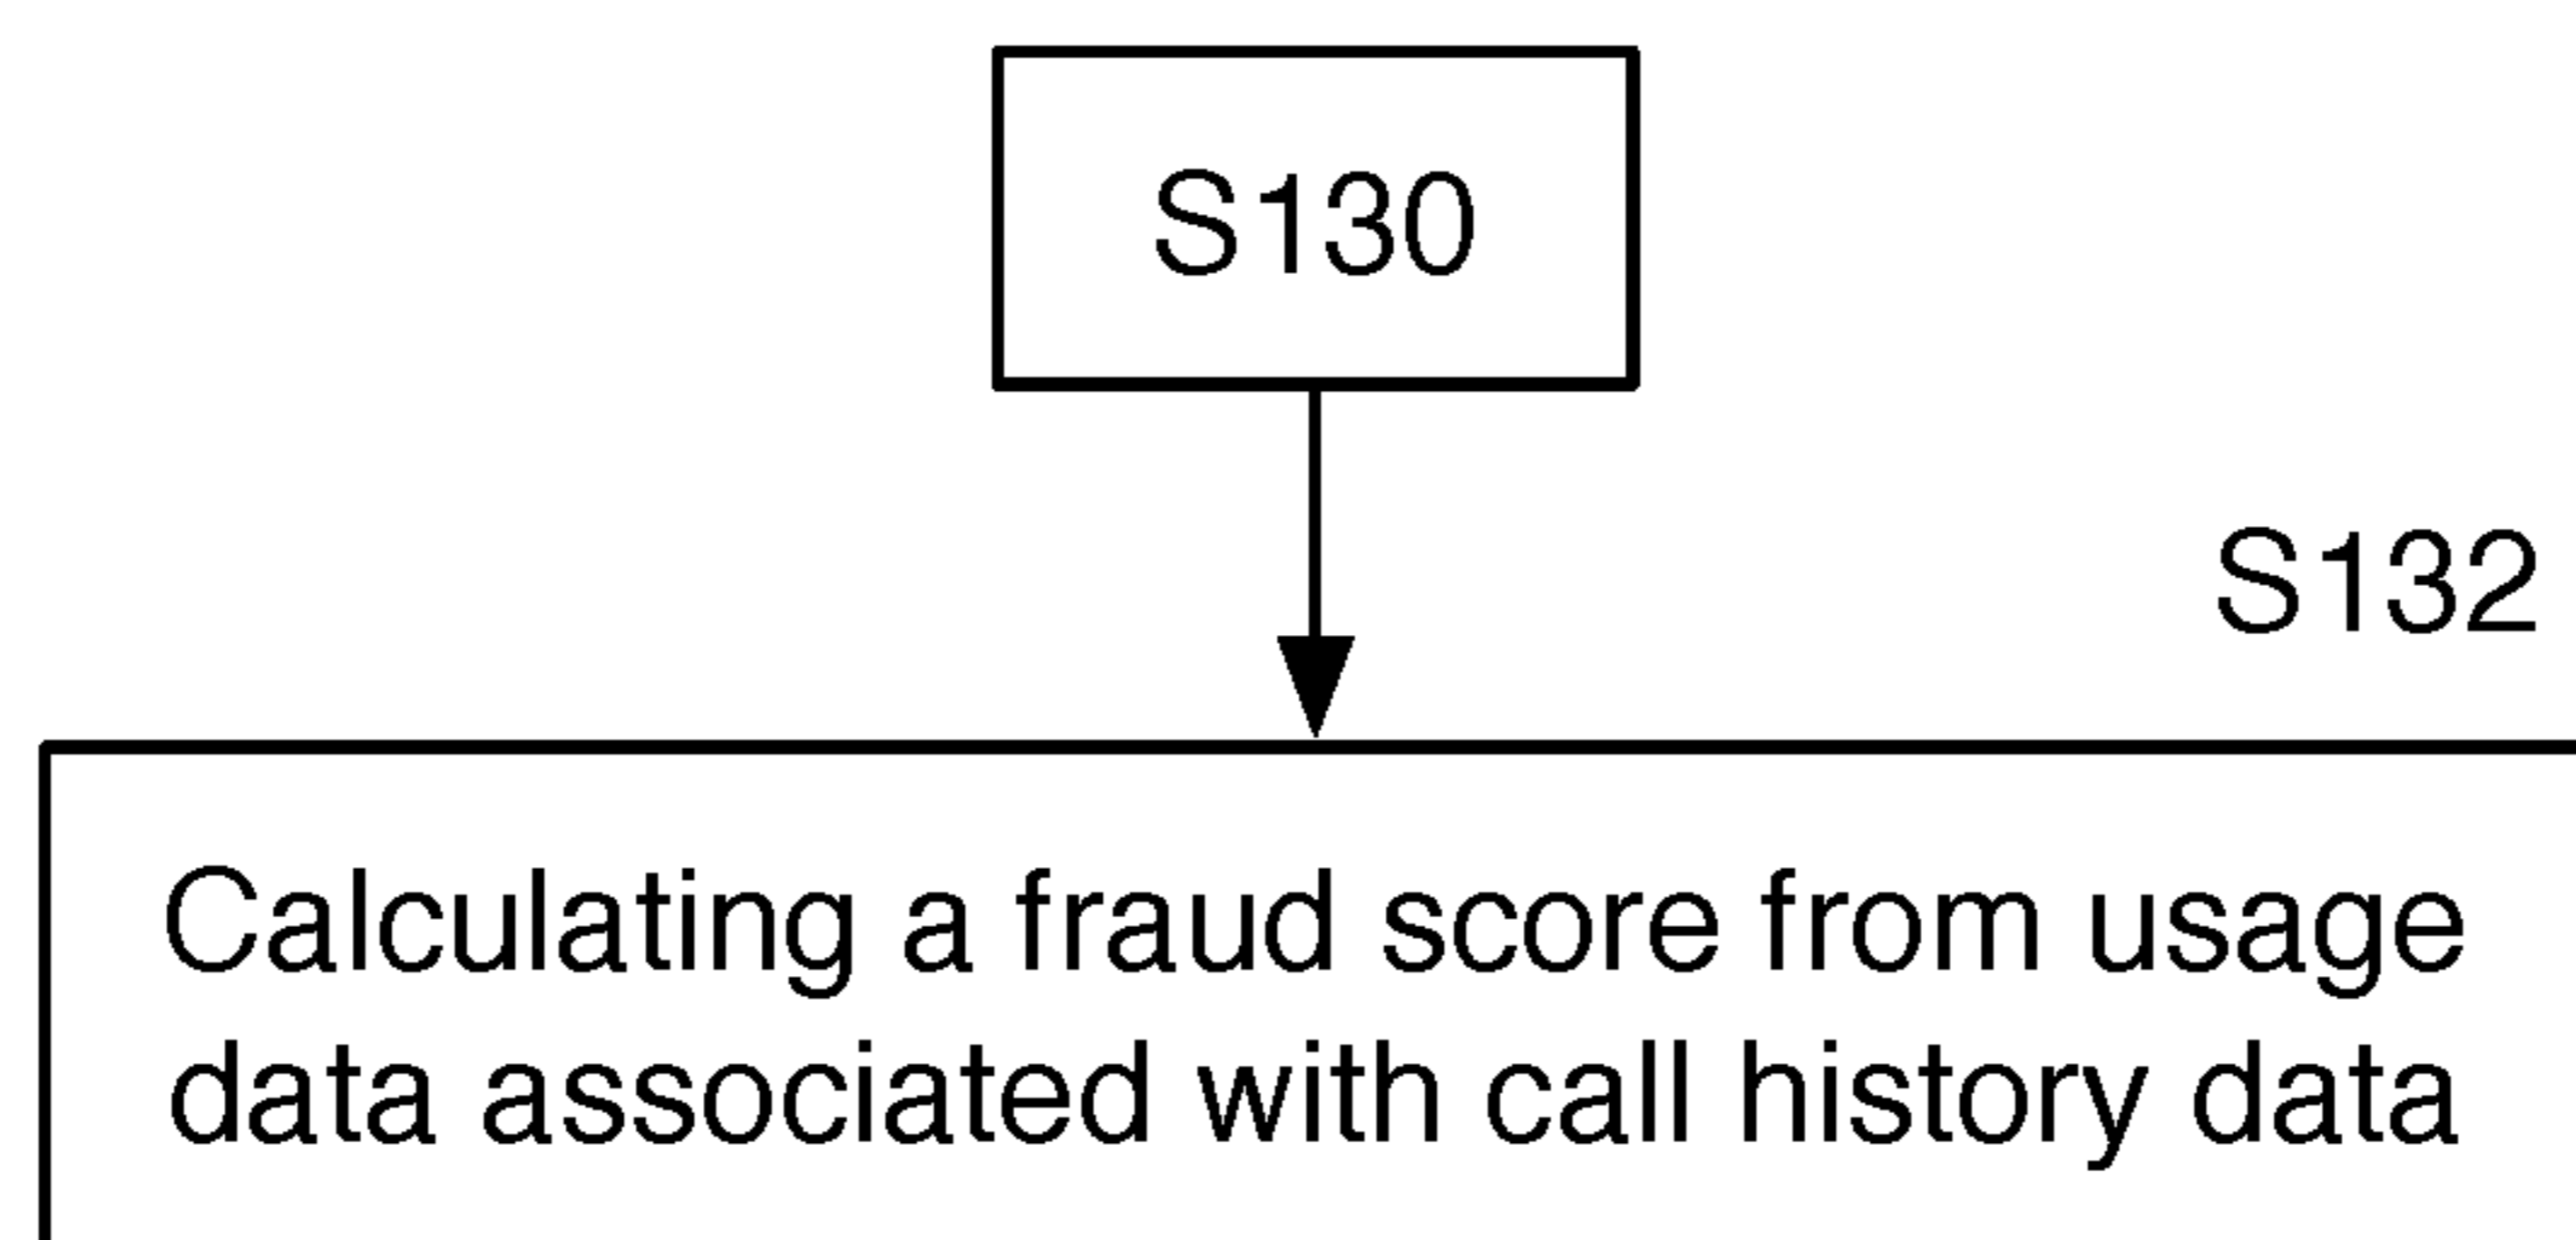 S130
S132
Calculating a fraud score from usage
data associated with call history data